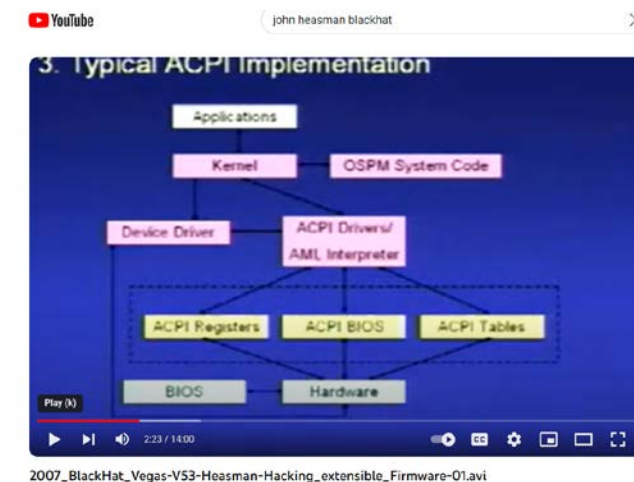 YouTube
john heasman blackhat
3. Typical ACPI Implementation
Applications
Kernel
OSPM System Code
Device Driver
ACPI Drivers/
AML Interpreter
ACPI Registers
ACPI BIOS
ACPI Tables
BIOS
Hardware
Play (k)
2:23 / 14:00
CC
2007_BlackHat_Vegas-V53-Heasman-Hacking_extensible_Firmware-01.avi